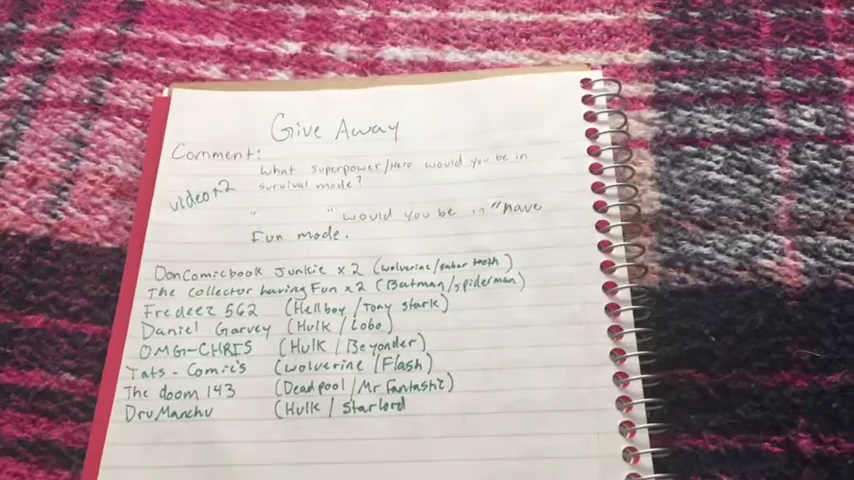 Give Away
Comment:
What superpower/Hero would you be in
survival mode?
video x2
" " would you be in "have
Fun mode.
DonComicbook Junkie x2 (wolverine/saber tooth)
The collector having Fun x2 (Batman/spiderman)
Fredeez 562 (Hellboy/Tony stark)
Daniel Garvey (Hulk/Lobo)
OMG-CHRIS (Hulk/Beyonder)
Tats-Comic's (wolverine/Flash)
The doom 143 (Deadpool/Mr Fantastic)
DruManchu (Hulk/Starlord